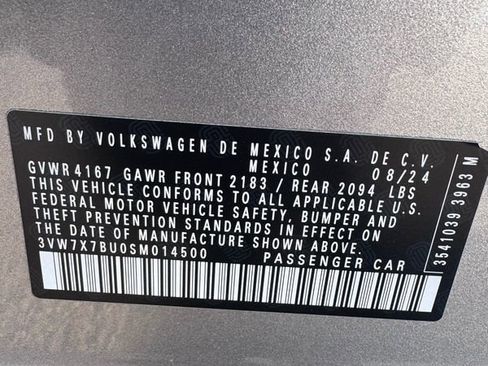 MFD BY VOLKSWAGEN DE MEXICO S.A. DE C.V.
MEXICO 08/24
GVWR 4167 GAWR FRONT 2183 / REAR 2094 LBS
THIS VEHICLE CONFORMS TO ALL APPLICABLE U.S.
FEDERAL MOTOR VEHICLE SAFETY, BUMPER AND
THEFT PREVENTION STANDARDS IN EFFECT ON
THE DATE OF MANUFACTURE SHOWN ABOVE.
3VW7X7BU0SM014500 PASSENGER CAR
3541039 3963 M